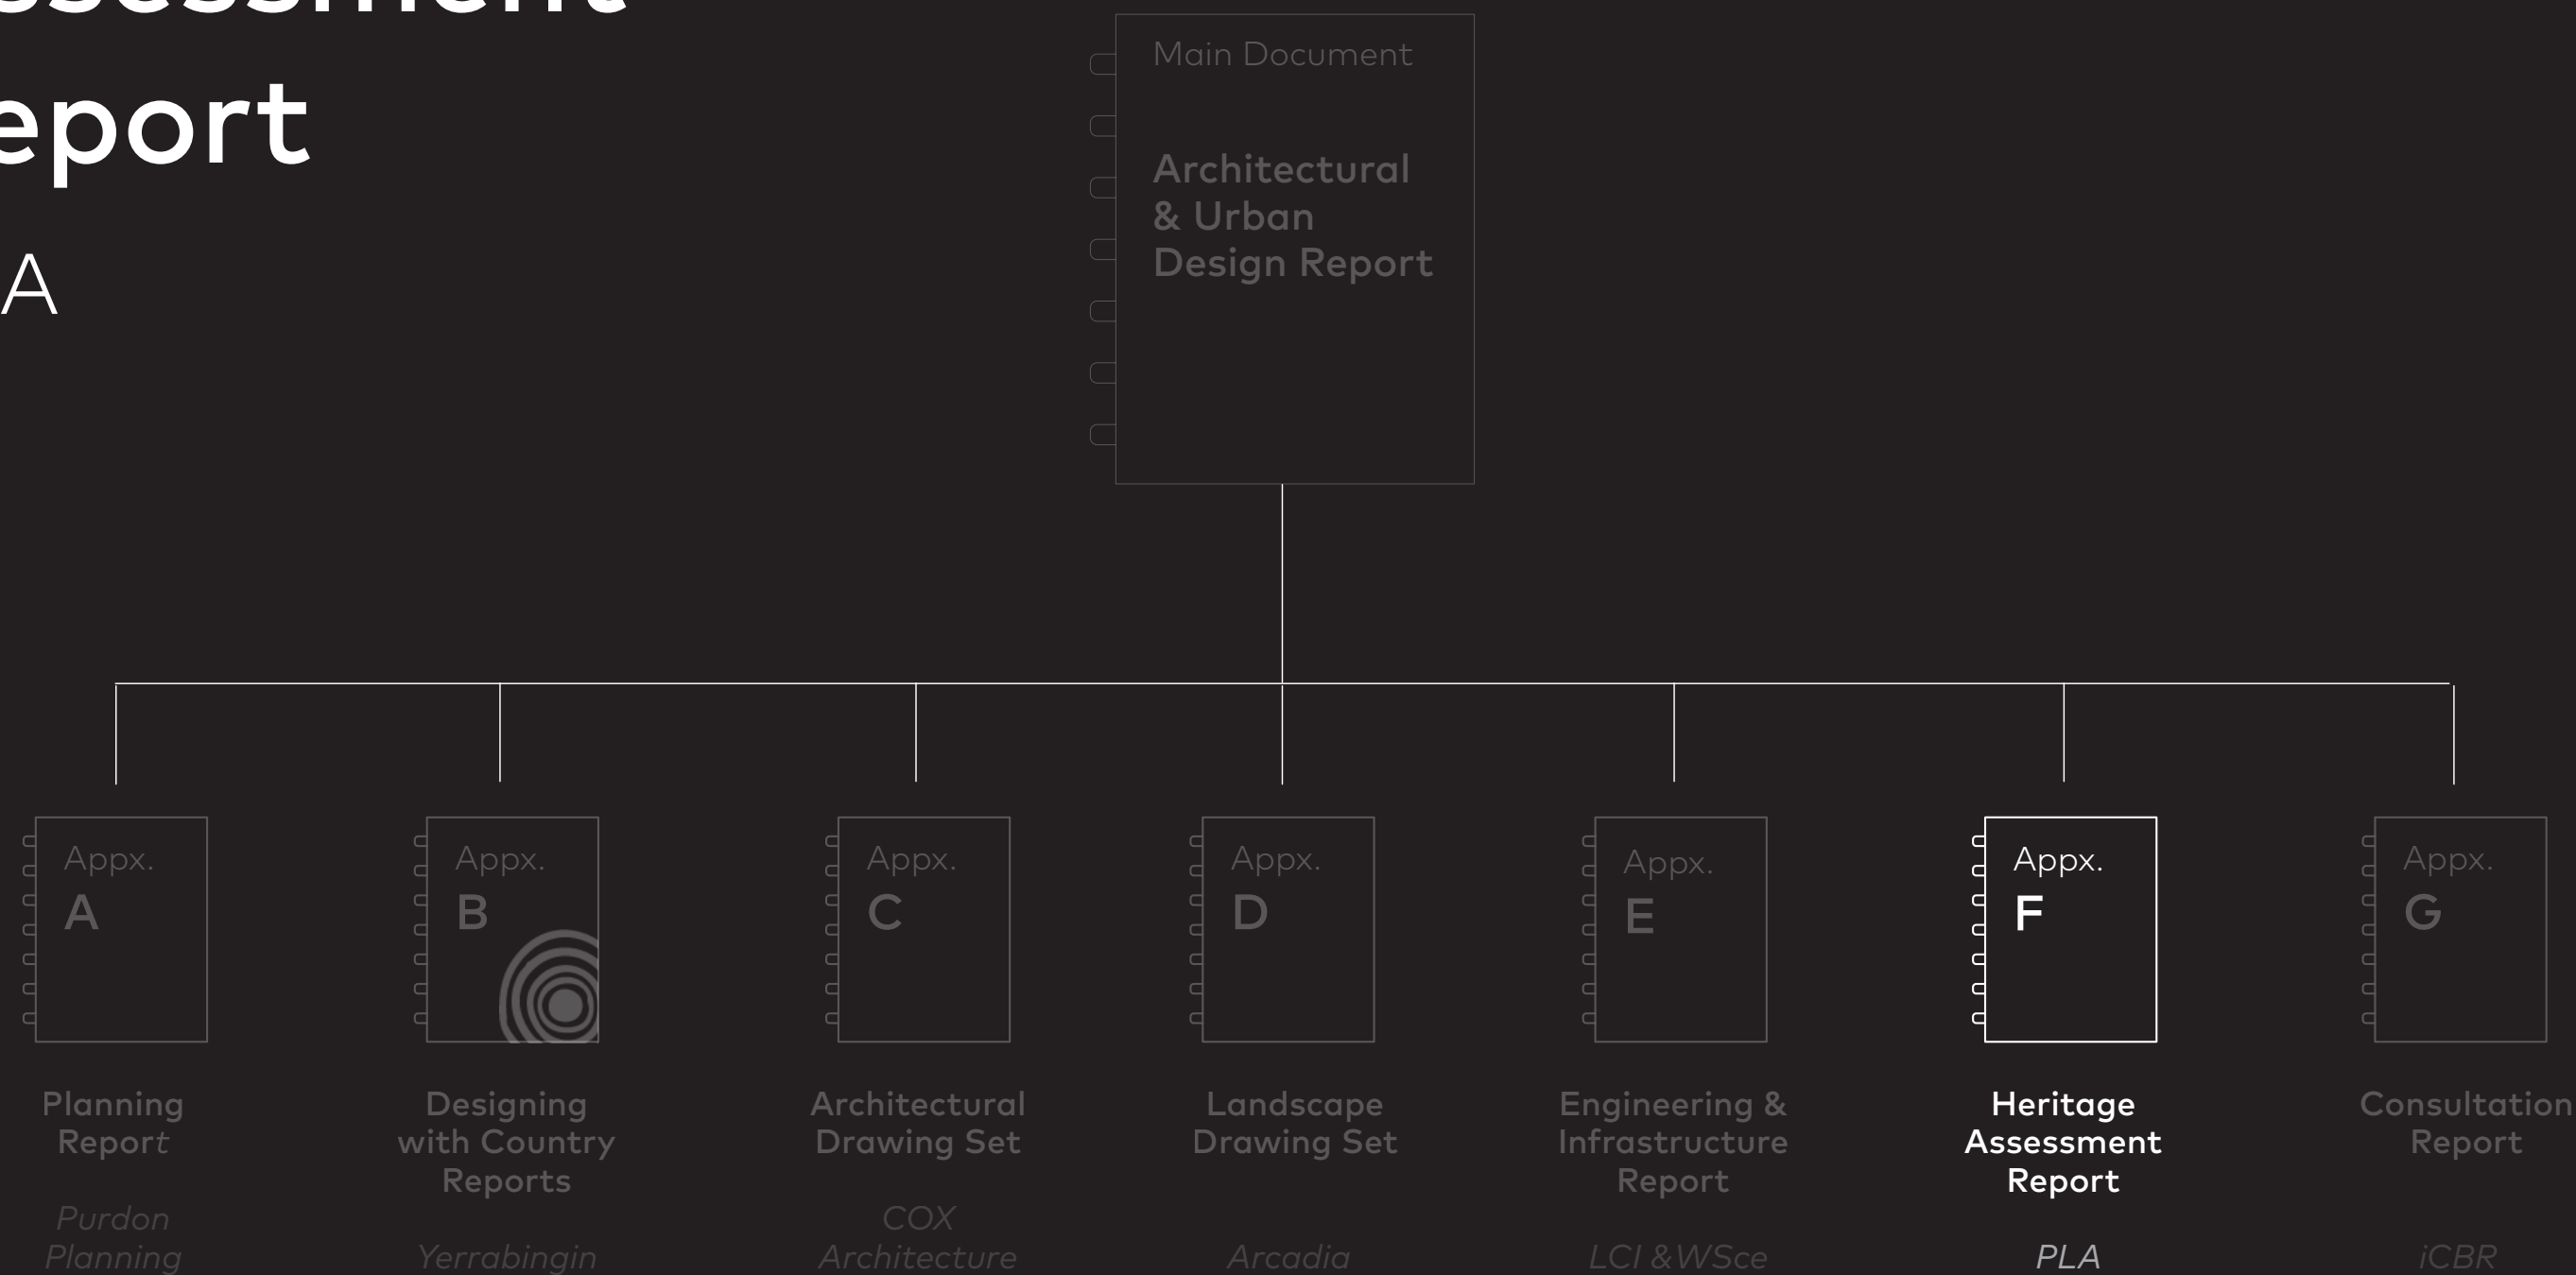 ssessment
eport
A
Main Document
Architectural
& Urban
Design Report
Appx.
A
Appx.
B
Appx.
C
Appx.
D
Appx.
E
Appx.
F
Appx.
G
Planning
Report
Purdon
Planning
Designing
with Country
Reports
Yerrabingin
Architectural
Drawing Set
COX
Architecture
Landscape
Drawing Set
Arcadia
Engineering &
Infrastructure
Report
LCI &WSce
Heritage
Assessment
Report
PLA
Consultation
Report
iCBR